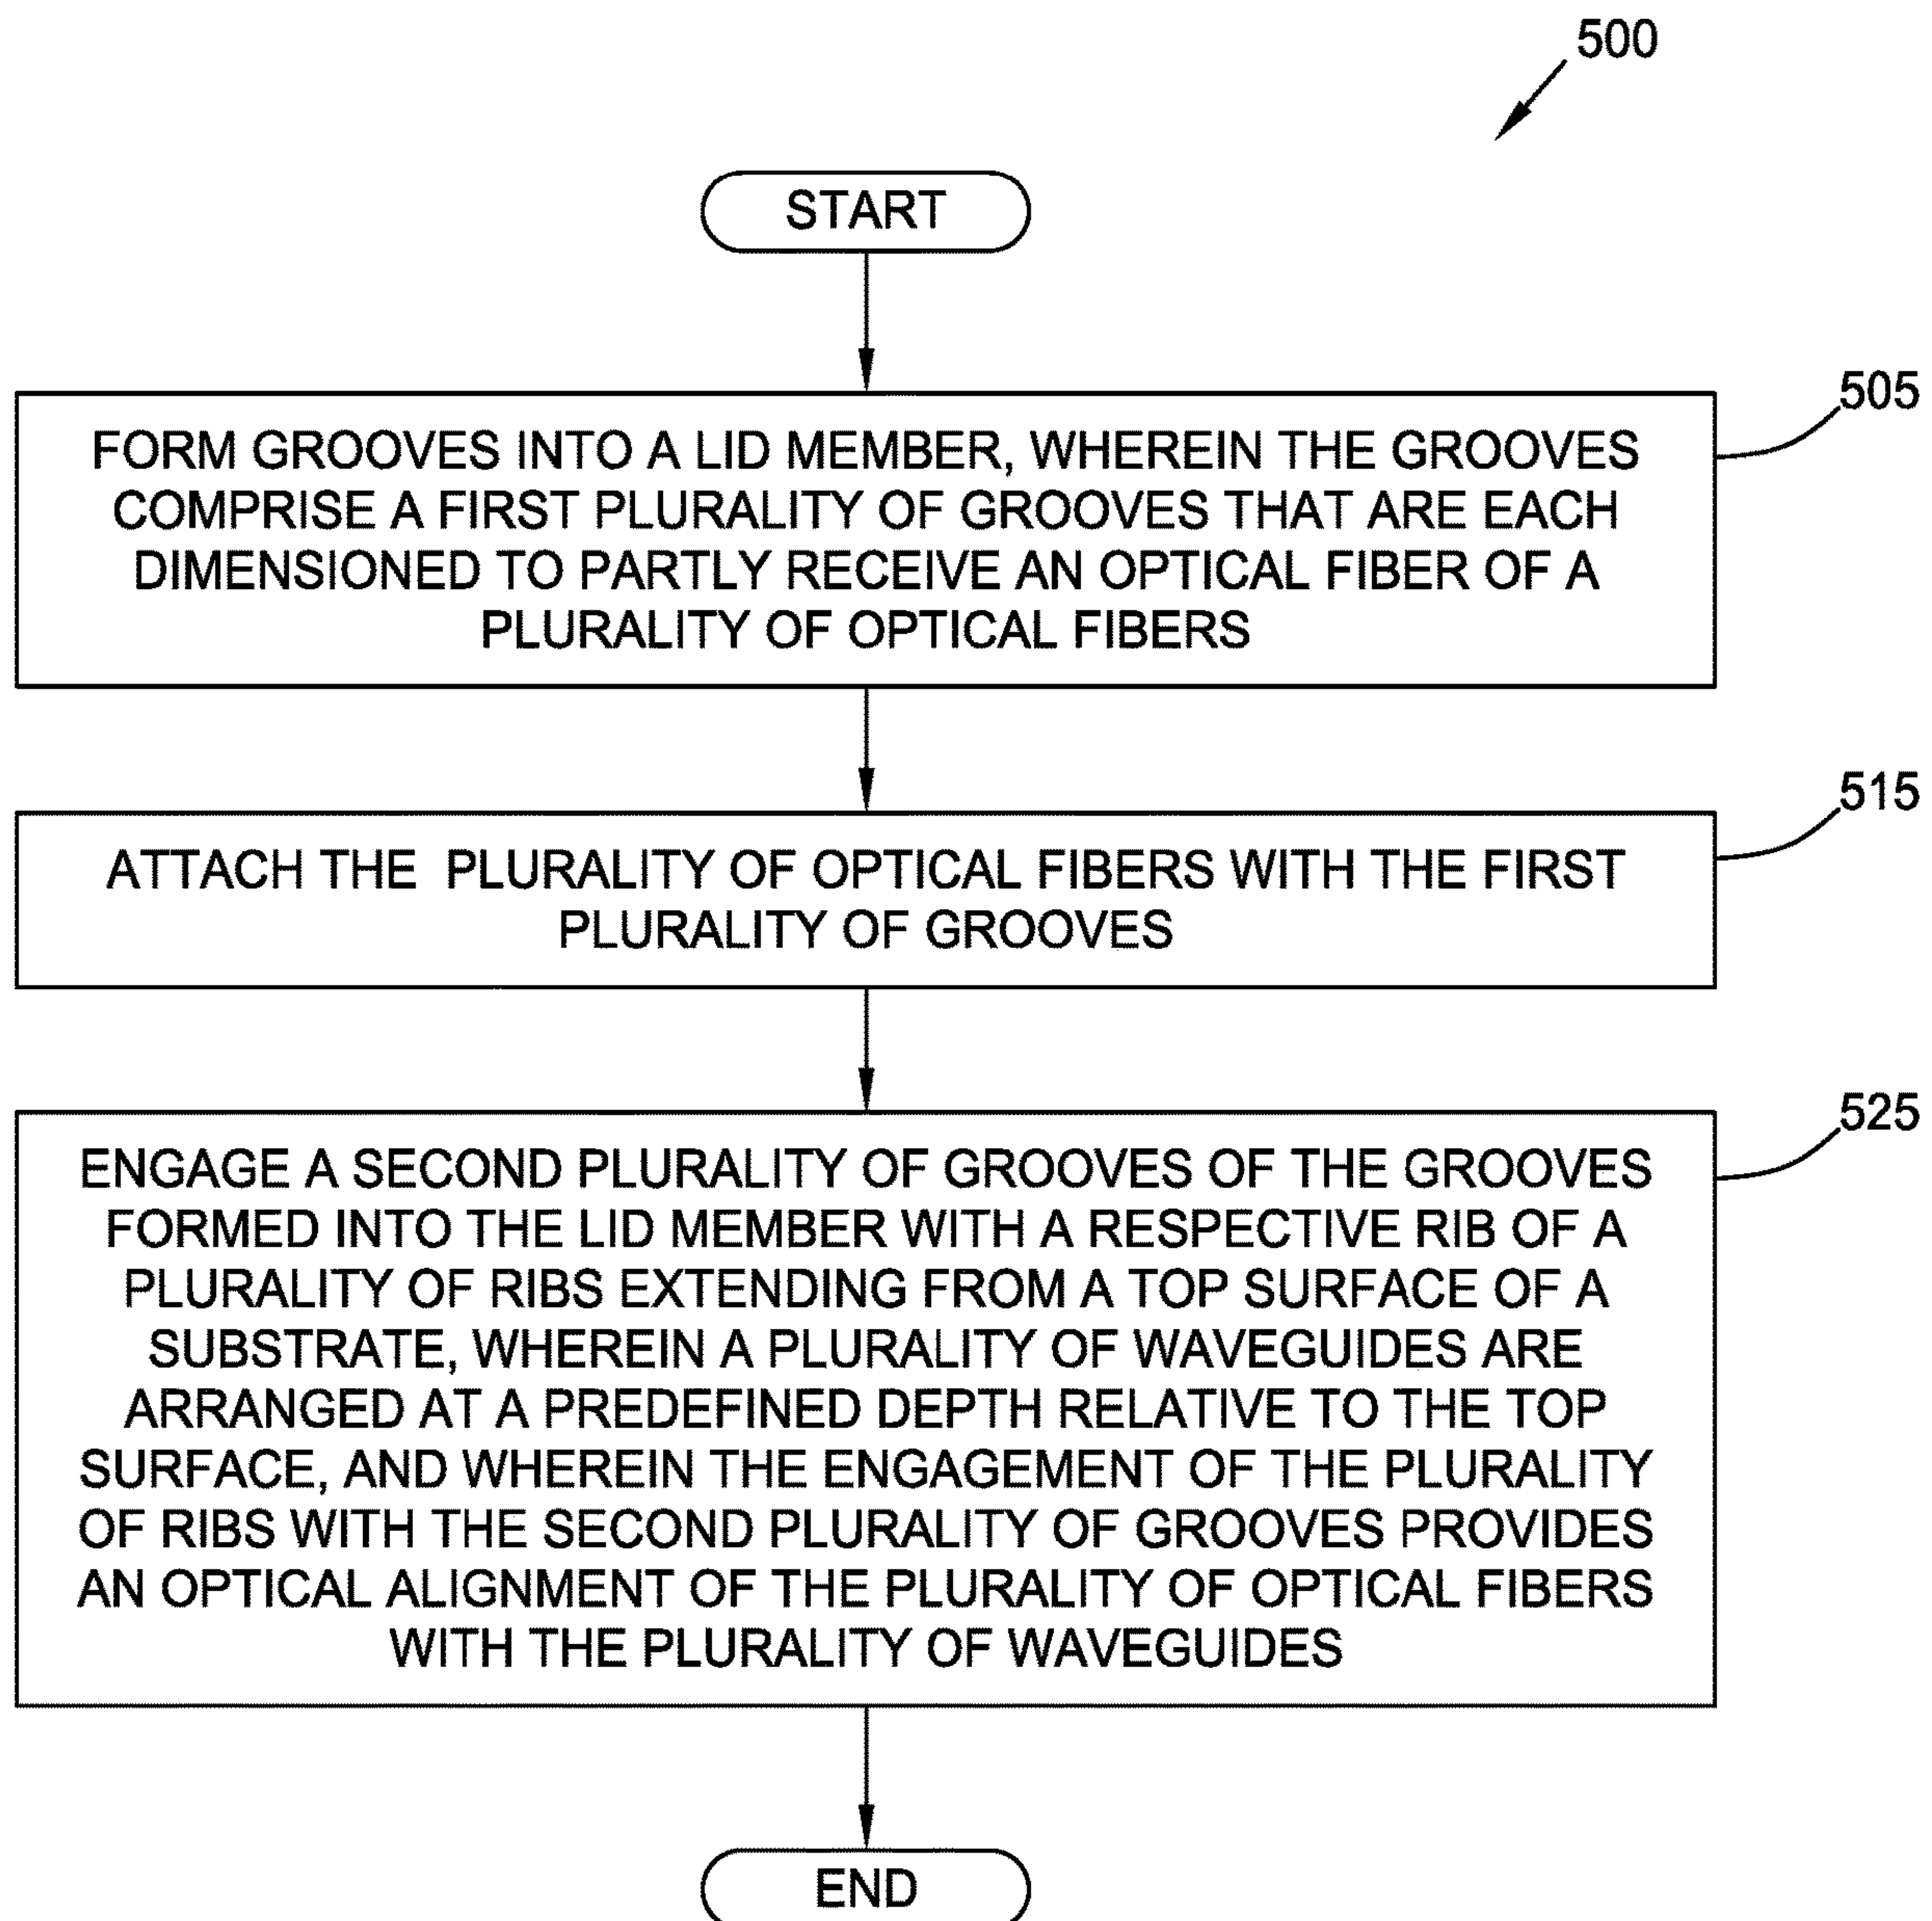 500
START
505
FORM GROOVES INTO A LID MEMBER, WHEREIN THE GROOVES
COMPRISE A FIRST PLURALITY OF GROOVES THAT ARE EACH
DIMENSIONED TO PARTLY RECEIVE AN OPTICAL FIBER OF A
PLURALITY OF OPTICAL FIBERS
515
ATTACH THE PLURALITY OF OPTICAL FIBERS WITH THE FIRST
PLURALITY OF GROOVES
525
ENGAGE A SECOND PLURALITY OF GROOVES OF THE GROOVES
FORMED INTO THE LID MEMBER WITH A RESPECTIVE RIB OF A
PLURALITY OF RIBS EXTENDING FROM A TOP SURFACE OF A
SUBSTRATE, WHEREIN A PLURALITY OF WAVEGUIDES ARE
ARRANGED AT A PREDEFINED DEPTH RELATIVE TO THE TOP
SURFACE, AND WHEREIN THE ENGAGEMENT OF THE PLURALITY
OF RIBS WITH THE SECOND PLURALITY OF GROOVES PROVIDES
AN OPTICAL ALIGNMENT OF THE PLURALITY OF OPTICAL FIBERS
WITH THE PLURALITY OF WAVEGUIDES
END